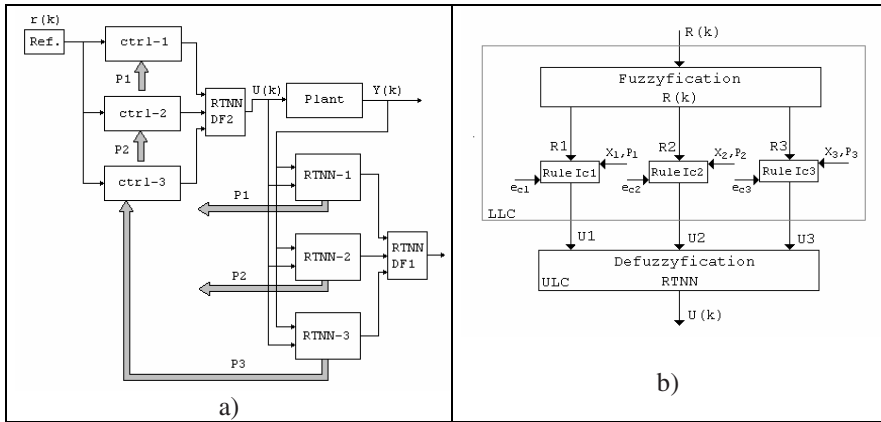 r(k)
Ref.
ctrl-1
P1
ctrl-2
P2
ctrl-3
RTNN
DF2
U(k)
Plant
Y(k)
RTNN-1
P1
RTNN-2
P2
RTNN
DF1
RTNN-3
P3
a)
R(k)
Fuzzyfication
R(k)
R1
R2
R3
X1,P1
X2,P2
X3,P3
Rule Ic1
Rule Ic2
Rule Ic3
ec1
ec2
ec3
LLC
U1
U2
U3
Defuzzyfication
ULC
RTNN
U(k)
b)